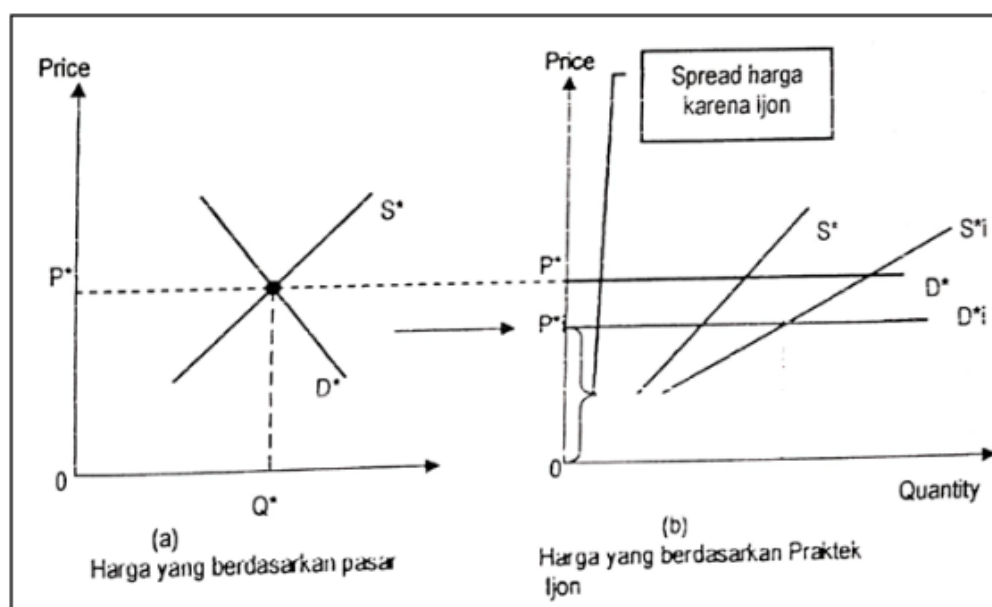 Price
S*
P*
D*
0
Q*
(a)
Harga yang berdasarkan pasar
Price
Spread harga
karena ijon
S*
S*i
P*
D*
P*i
D*i
0
Quantity
(b)
Harga yang berdasarkan Praktek
Ijon